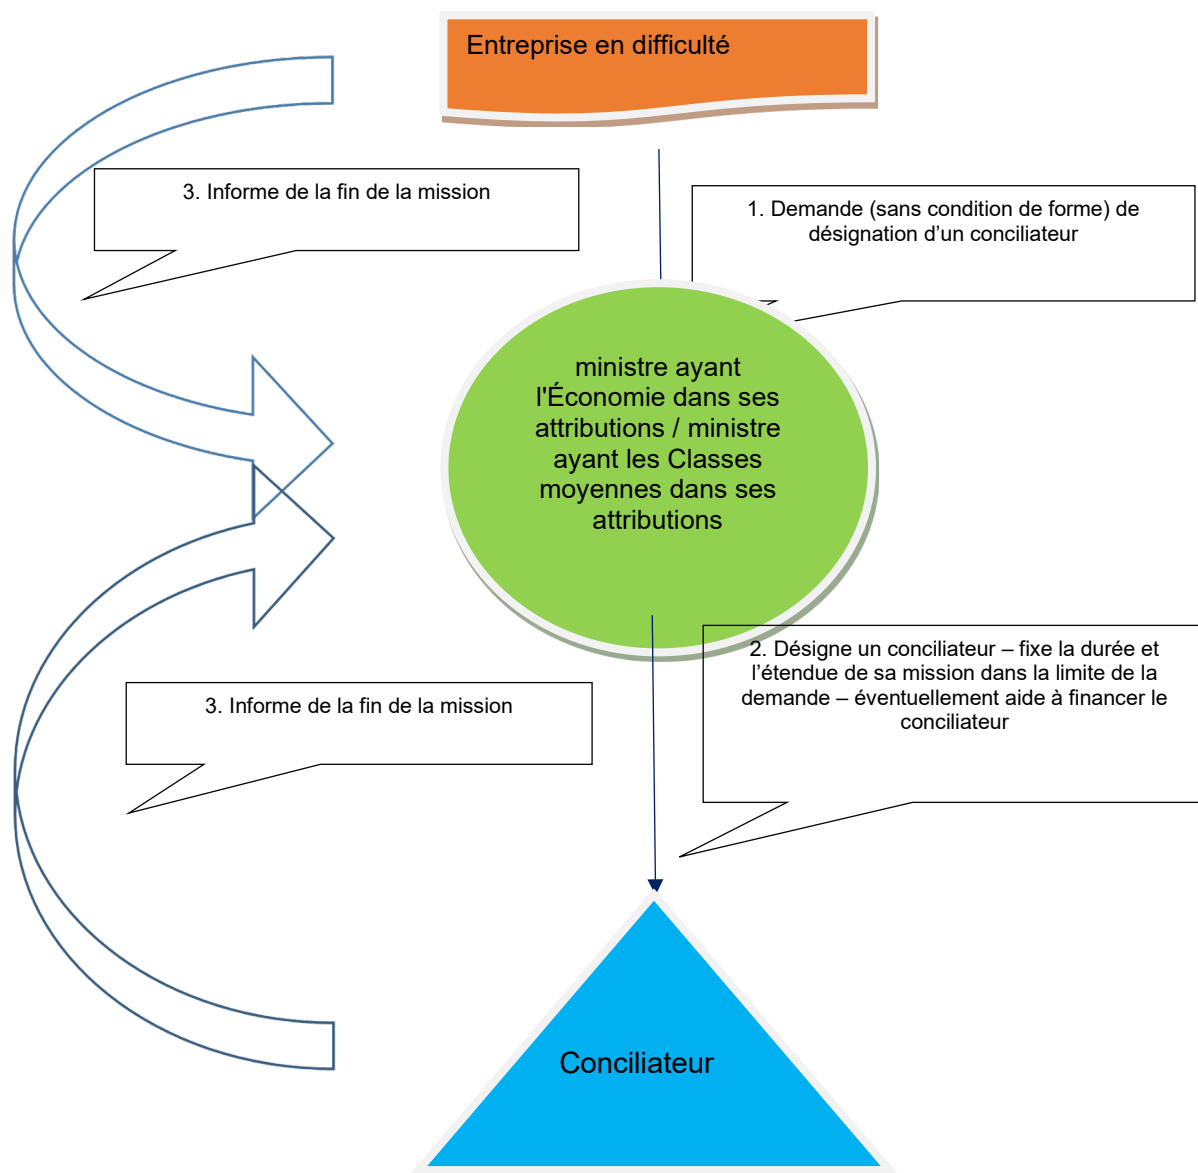 Entreprise en difficulté
3. Informe de la fin de la mission
1. Demande (sans condition de forme) de
désignation d’un conciliateur
ministre ayant
l'Économie dans ses
attributions / ministre
ayant les Classes
moyennes dans ses
attributions
2. Désigne un conciliateur – fixe la durée et
l’étendue de sa mission dans la limite de la
demande – éventuellement aide à financer le
conciliateur
3. Informe de la fin de la mission
Conciliateur